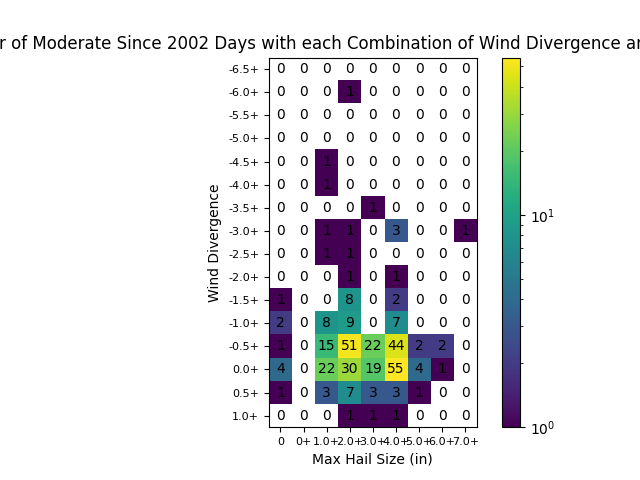 r of Moderate Since 2002 Days with each Combination of Wind Divergence a
-6.5+ 0 0 0 0 0 0 0 0 0
-6.0+ 0 0 0 1 0 0 0 0 0
-5.5+ 0 0 0 0 0 0 0 0 0
-5.0+ 0 0 0 0 0 0 0 0 0
-4.5+ 0 0 1 0 0 0 0 0 0
-4.0+ 0 0 1 0 0 0 0 0 0
-3.5+ 0 0 0 0 1 0 0 0 0
-3.0+ 0 0 1 1 0 3 0 0 1
-2.5+ 0 0 1 1 0 0 0 0 0
-2.0+ 0 0 0 1 0 1 0 0 0
-1.5+ 1 0 0 8 0 2 0 0 0
-1.0+ 2 0 8 9 0 7 0 0 0
-0.5+ 1 0 15 51 22 44 2 2 0
0.0+ 4 0 22 30 19 55 4 1 0
0.5+ 1 0 3 7 3 3 1 0 0
1.0+ 0 0 0 1 1 1 0 0 0
0 0+ 1.0+ 2.0+ 3.0+ 4.0+ 5.0+ 6.0+ 7.0+
Max Hail Size (in)
Wind Divergence
10¹
10⁰